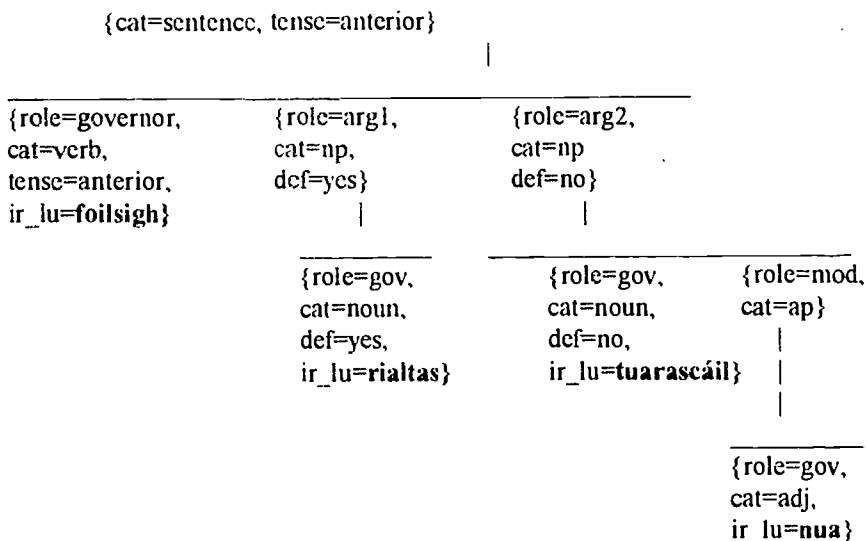 {cat=sentence, tense=anterior}
{role=governor, {role=arg1, {role=arg2,
cat=verb, cat=np, cat=np
tense=anterior, def=yes} def=no}
ir_lu=foilsigh}
{role=gov, {role=gov, {role=mod,
cat=noun, cat=noun, cat=ap}
def=yes, def=no,
ir_lu=rialtas} ir_lu=tuarascáil}
{role=gov,
cat=adj,
ir_lu=nua}